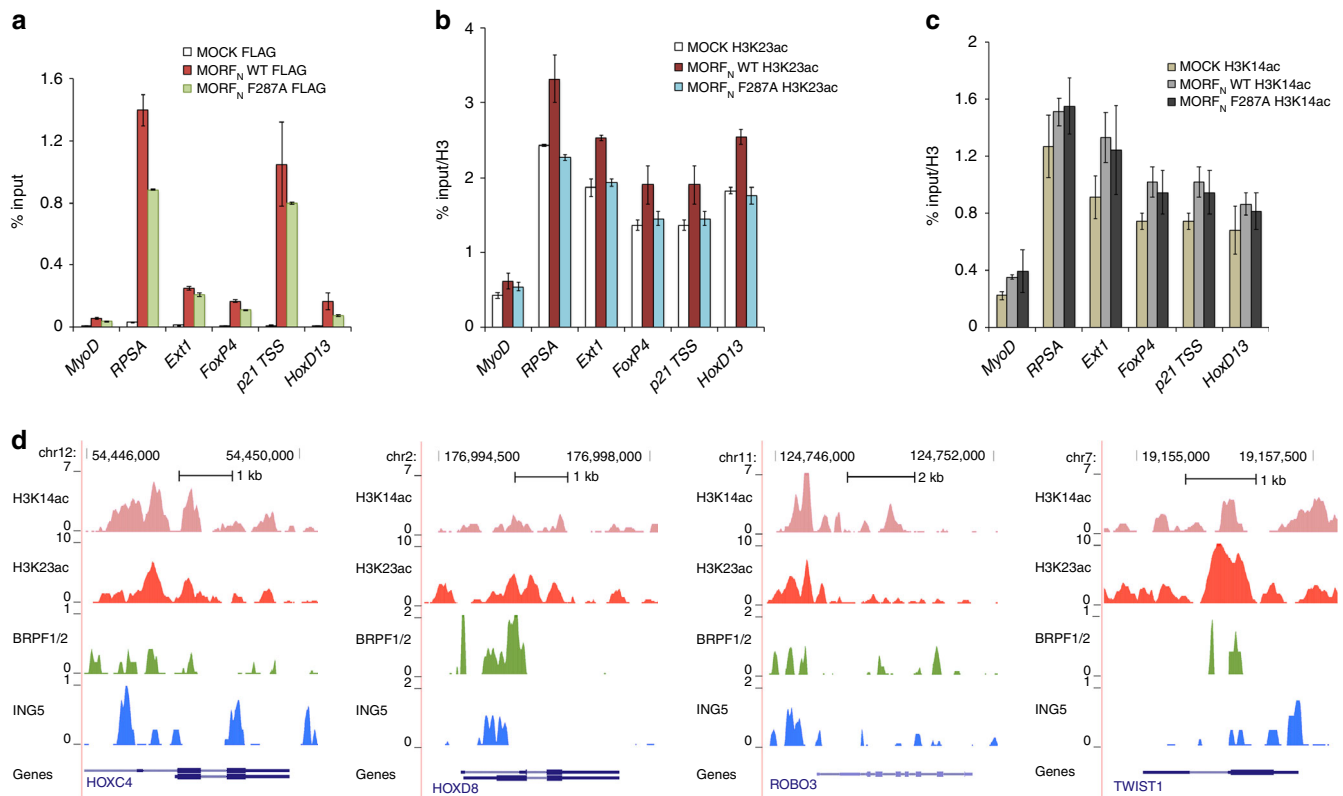 a
MOCK FLAG
MORFN WT FLAG
MORFN F287A FLAG
% input
1.6
1.2
0.8
0.4
0
MyoD
RPSA
Ext1
FoxP4
p21 TSS
HoxD13
b
MOCK H3K23ac
MORFN WT H3K23ac
MORFN F287A H3K23ac
% input/H3
4
3
2
1
0
MyoD
RPSA
Ext1
FoxP4
p21 TSS
HoxD13
c
MOCK H3K14ac
MORFN WT H3K14ac
MORFN F287A H3K14ac
% input/H3
2
1.6
1.2
0.8
0.4
0
MyoD
RPSA
Ext1
FoxP4
p21 TSS
HoxD13
d
chr12: 54,446,000 54,450,000
7 1 kb
H3K14ac
0
10
H3K23ac
0
1
BRPF1/2
0
1
ING5
0
Genes
HOXC4
chr2: 176,994,500 176,998,000
7 1 kb
H3K14ac
0
10
H3K23ac
0
2
BRPF1/2
0
2
ING5
0
Genes
HOXD8
chr11: 124,746,000 124,752,000
7 2 kb
H3K14ac
0
10
H3K23ac
0
2
BRPF1/2
0
2
ING5
0
Genes
ROBO3
chr7: 19,155,000 19,157,500
7 1 kb
H3K14ac
0
10
H3K23ac
0
1
BRPF1/2
0
1
ING5
0
Genes
TWIST1